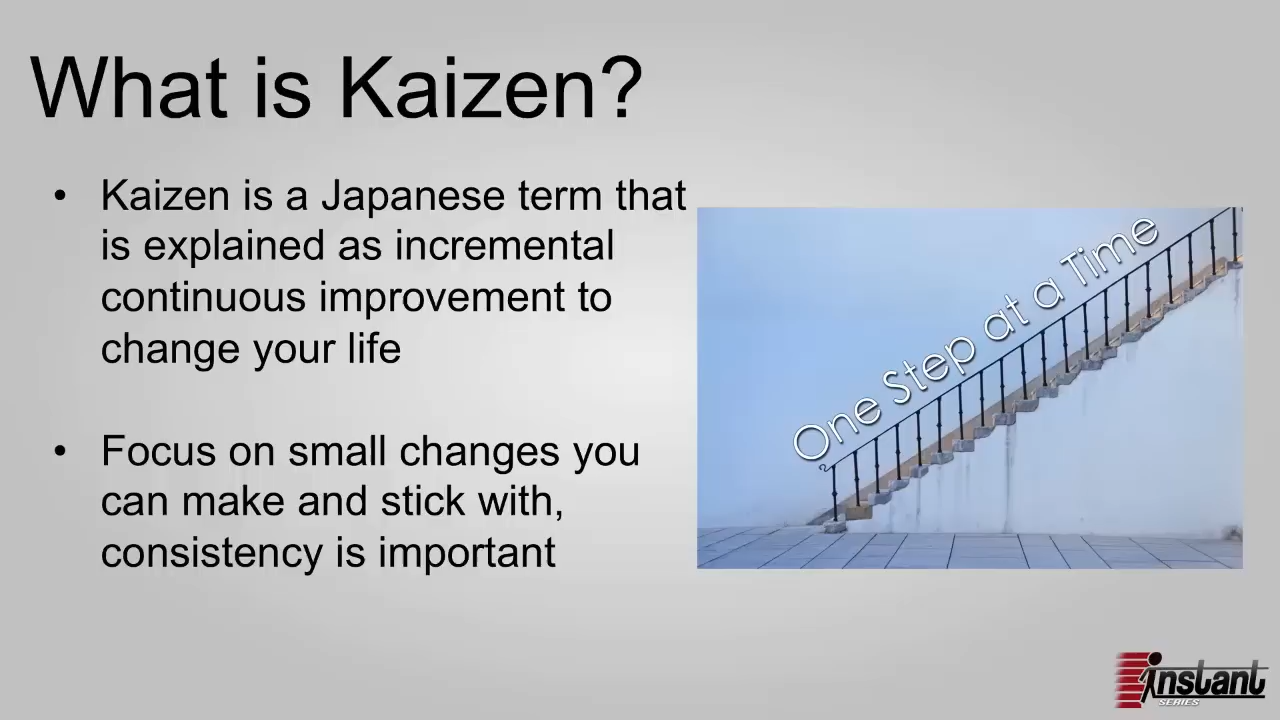 What is Kaizen?
• Kaizen is a Japanese term that
is explained as incremental
continuous improvement to
change your life
• Focus on small changes you
can make and stick with,
consistency is important
One Step at a Time
instant
SERIES